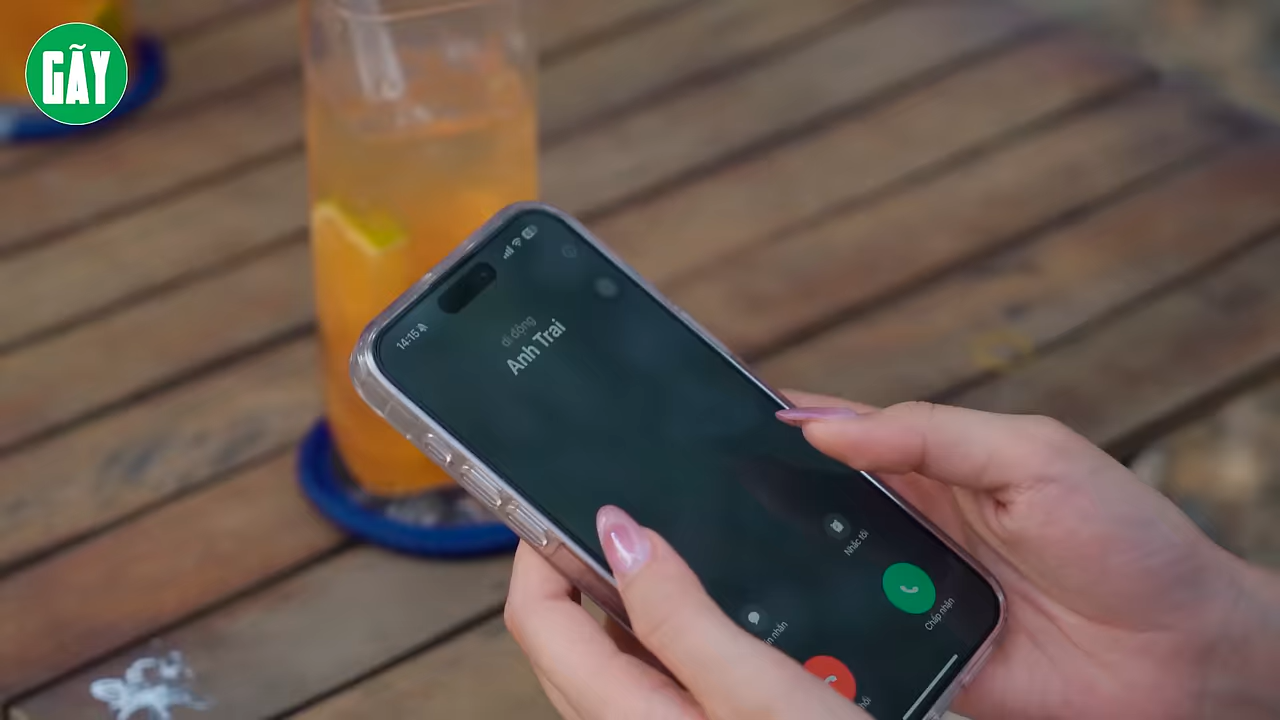 GÃY
14:15
di động
Anh Trai
Nhắc tôi
Chấp nhận